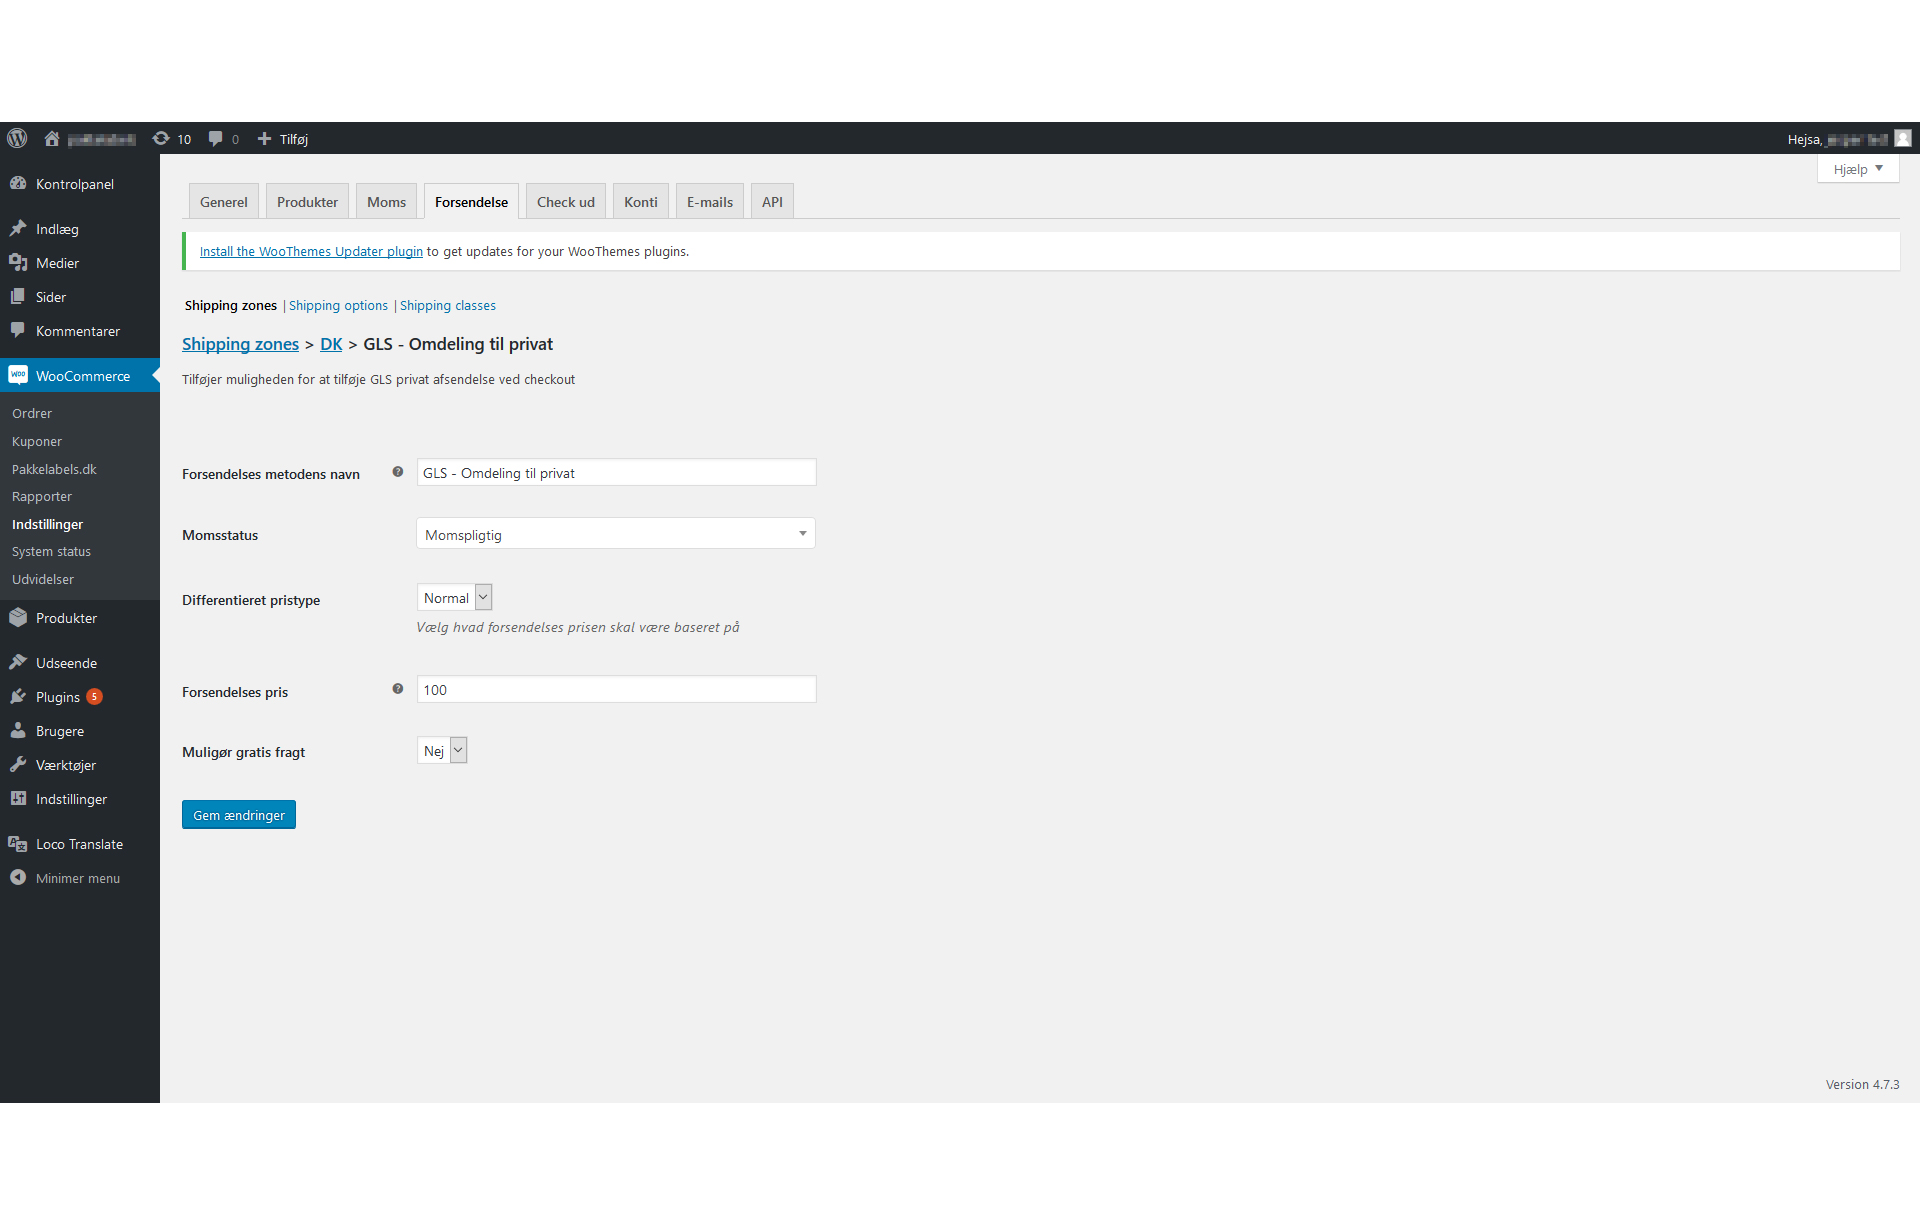 10
0
Tilføj
Hejsa,
Hjælp
Kontrolpanel
Indlæg
Medier
Sider
Kommentarer
woo
WooCommerce
Ordrer
Kuponer
Pakkelabels.dk
Rapporter
Indstillinger
System status
Udvidelser
Produkter
Udseende
Plugins 5
Brugere
Værktøjer
Indstillinger
Loco Translate
Minimer menu
Generel Produkter Moms Forsendelse Check ud Konti E-mails API
Install the WooThemes Updater plugin to get updates for your WooThemes plugins.
Shipping zones | Shipping options | Shipping classes
Shipping zones > DK > GLS - Omdeling til privat
Tilføjer muligheden for at tilføje GLS privat afsendelse ved checkout
Forsendelses metodens navn ? GLS - Omdeling til privat
Momsstatus Momspligtig
Differentieret pristype Normal
Vælg hvad forsendelses prisen skal være baseret på
Forsendelses pris ? 100
Muligør gratis fragt Nej
Gem ændringer
Version 4.7.3